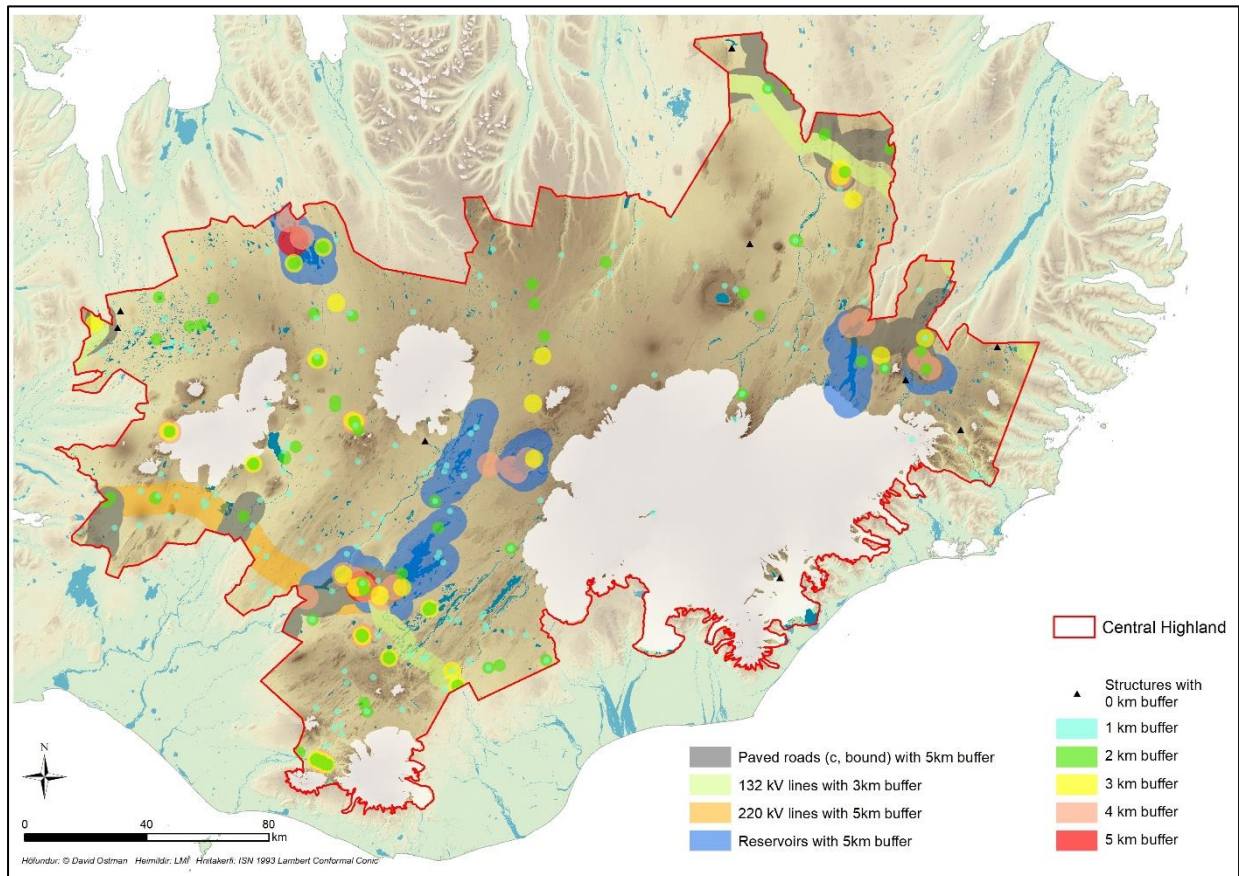 Central Highland
Structures with
0 km buffer
1 km buffer
2 km buffer
3 km buffer
4 km buffer
5 km buffer
Paved roads (c, bound) with 5km buffer
132 kV lines with 3km buffer
220 kV lines with 5km buffer
Reservoirs with 5km buffer
N
0 40 80
km
Höfundur: © David Ostman Heimildir: LMÍ Hnitakerfi: ISN 1993 Lambert Conformal Conic